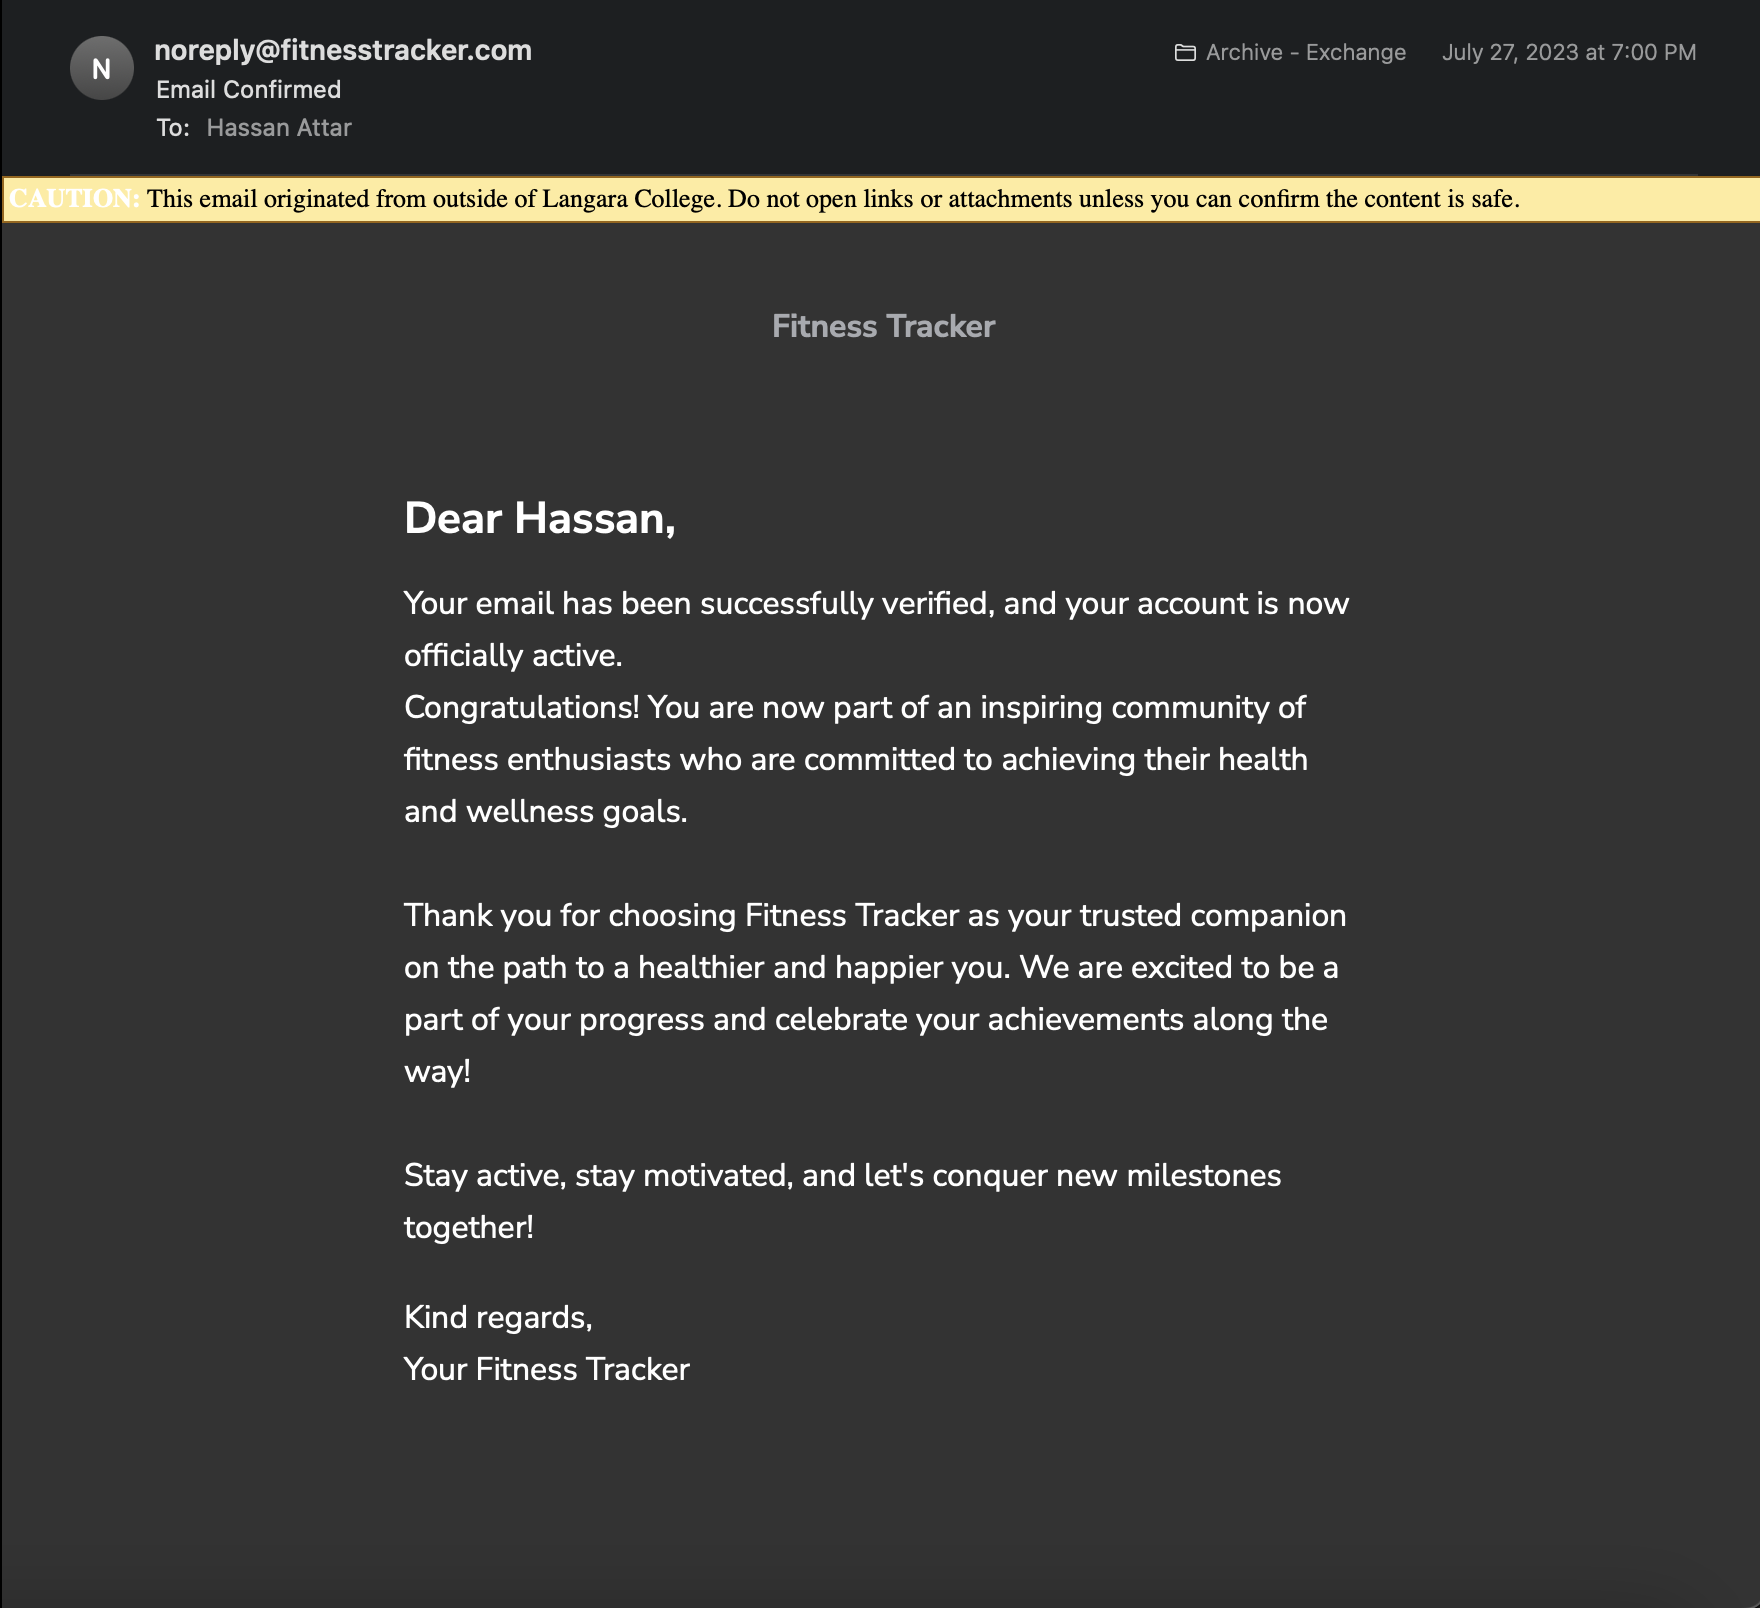 N
noreply@fitnesstracker.com
Archive - Exchange
July 27, 2023 at 7:00 PM
Email Confirmed
To: Hassan Attar
CAUTION: This email originated from outside of Langara College. Do not open links or attachments unless you can confirm the content is safe.
Fitness Tracker
Dear Hassan,
Your email has been successfully verified, and your account is now
officially active.
Congratulations! You are now part of an inspiring community of
fitness enthusiasts who are committed to achieving their health
and wellness goals.
Thank you for choosing Fitness Tracker as your trusted companion
on the path to a healthier and happier you. We are excited to be a
part of your progress and celebrate your achievements along the
way!
Stay active, stay motivated, and let's conquer new milestones
together!
Kind regards,
Your Fitness Tracker